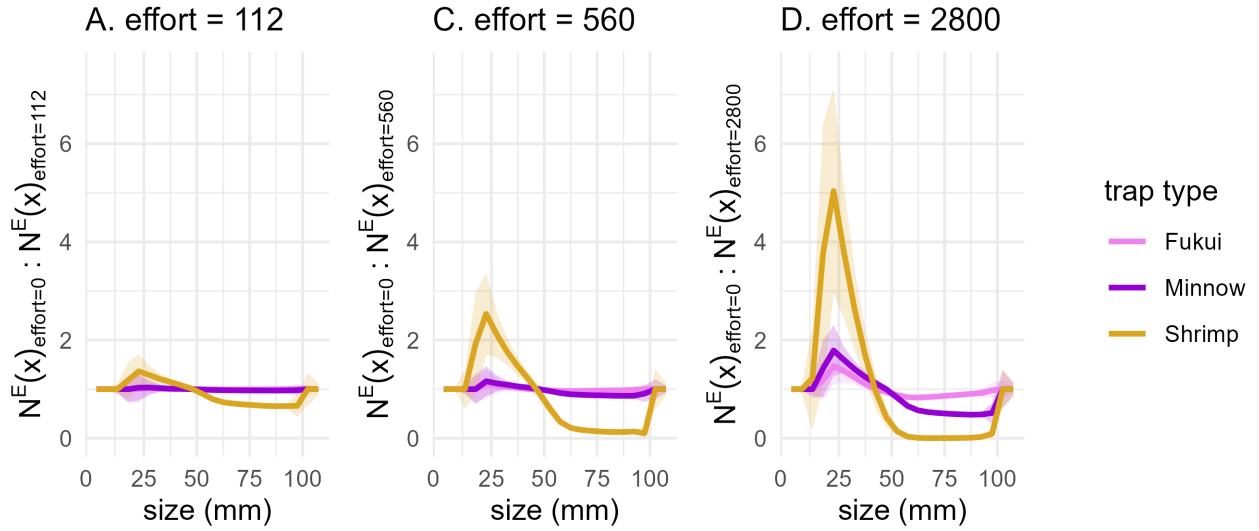 A. effort = 112
C. effort = 560
D. effort = 2800
N^E(x)_effort=0 : N^E(x)_effort=112
6
4
2
0
0
25
50
75
100
size (mm)
N^E(x)_effort=0 : N^E(x)_effort=560
6
4
2
0
0
25
50
75
100
size (mm)
N^E(x)_effort=0 : N^E(x)_effort=2800
6
4
2
0
0
25
50
75
100
size (mm)
trap type
Fukui
Minnow
Shrimp